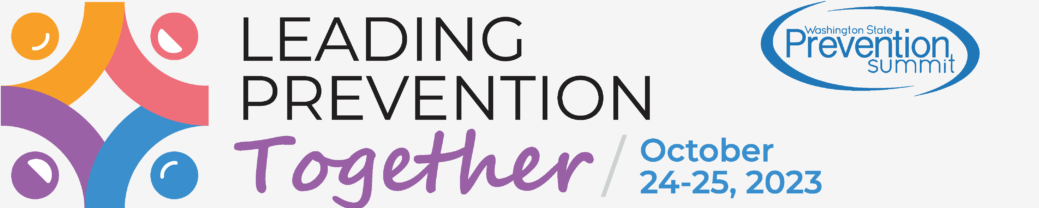 LEADING
PREVENTION
Together / October
24-25, 2023
Washington State
Prevention
summit